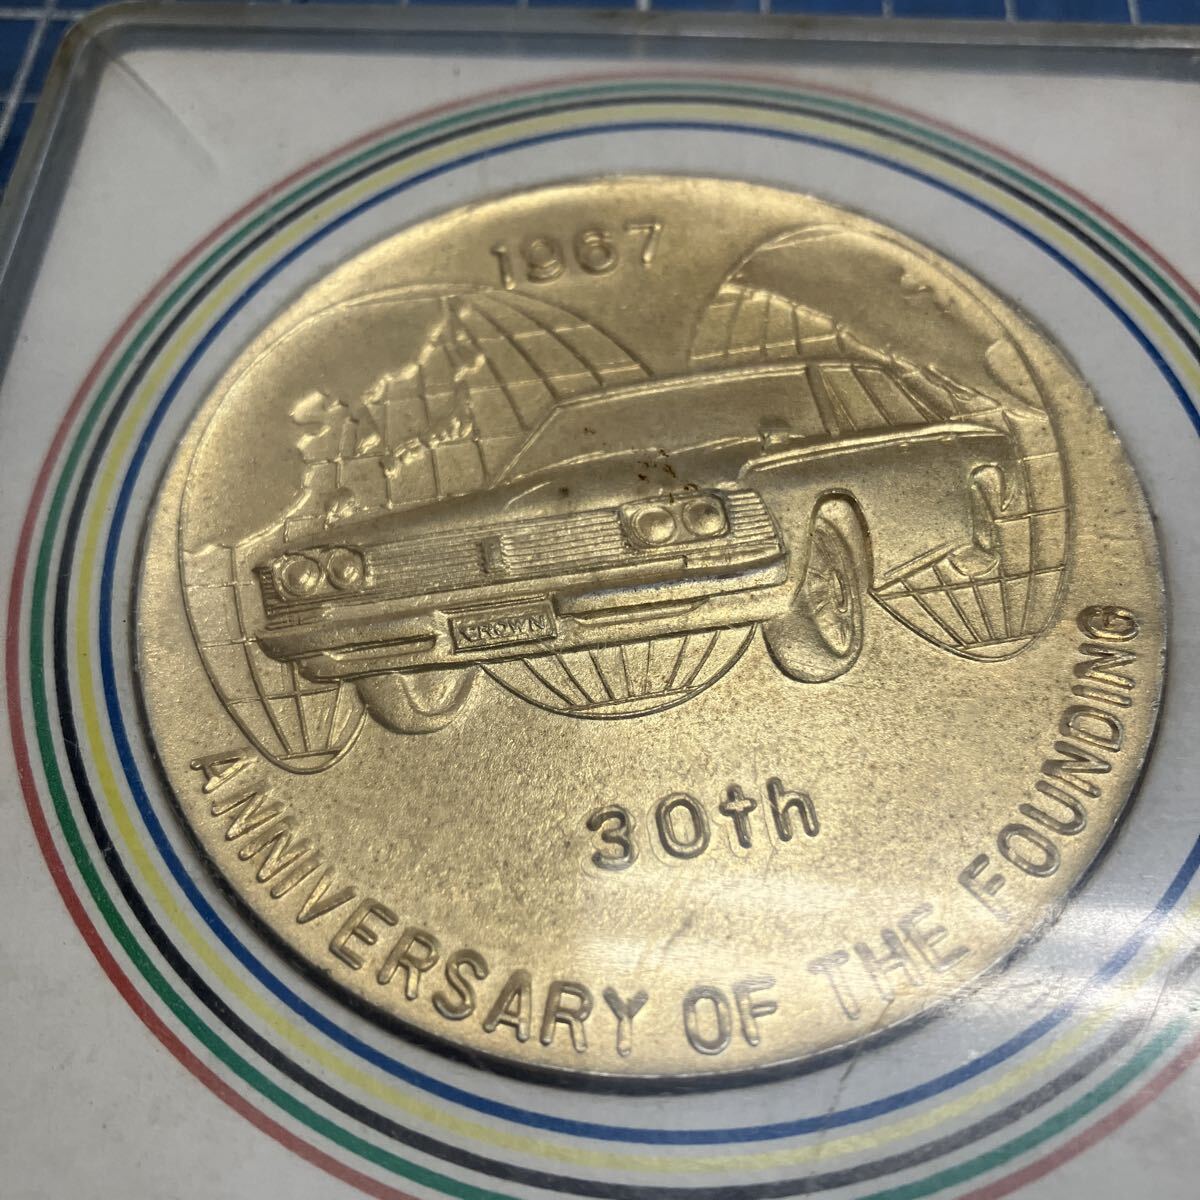 1967
CROWN
30th
ANNIVERSARY OF THE FOUNDING